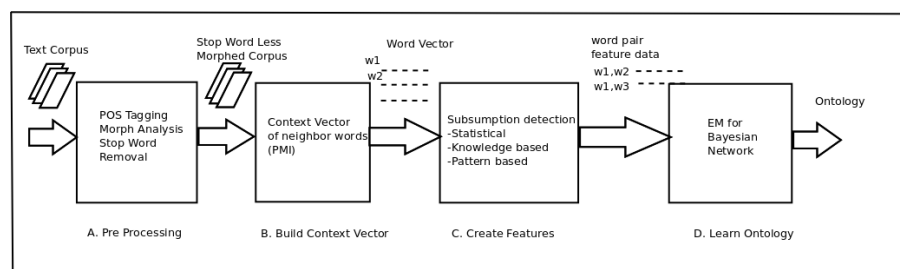 Text Corpus
POS Tagging
Morph Analysis
Stop Word
Removal
A. Pre Processing
Stop Word Less
Morphed Corpus
Context Vector
of neighbor words
(PMI)
B. Build Context Vector
Word Vector
w1
w2
Subsumption detection
-Statistical
-Knowledge based
-Pattern based
C. Create Features
word pair
feature data
w1,w2
w1,w3
EM for
Bayesian
Network
D. Learn Ontology
Ontology